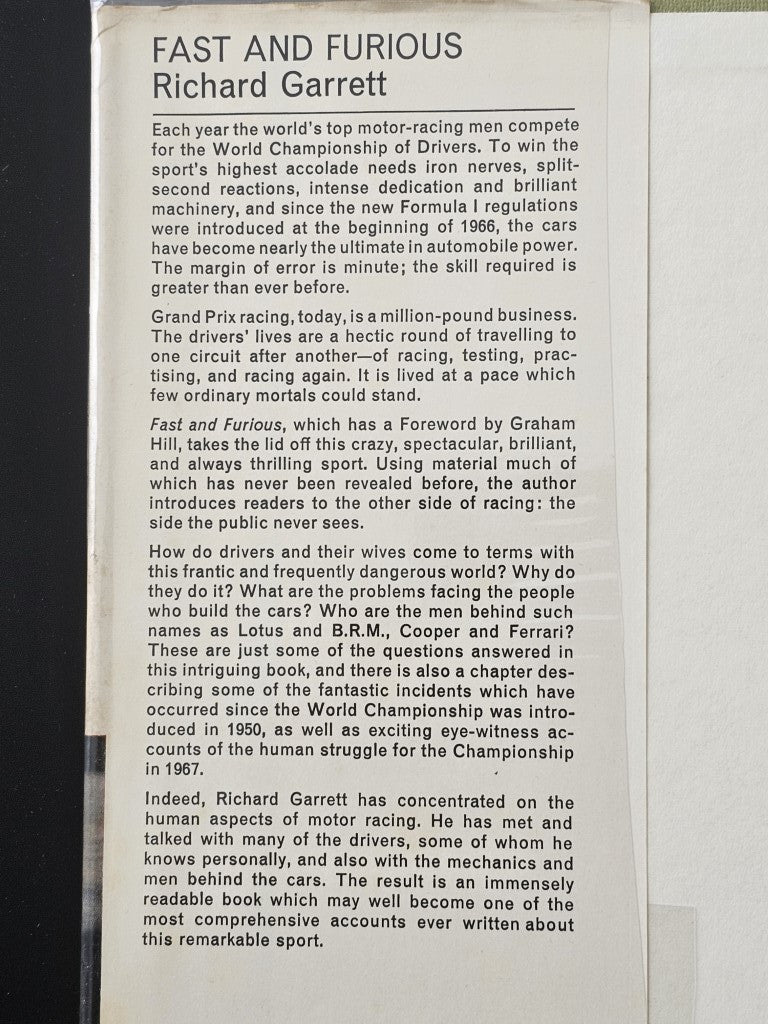 FAST AND FURIOUS
Richard Garrett
Each year the world's top motor-racing men compete
for the World Championship of Drivers. To win the
sport's highest accolade needs iron nerves, split-
second reactions, intense dedication and brilliant
machinery, and since the new Formula I regulations
were introduced at the beginning of 1966, the cars
have become nearly the ultimate in automobile power.
The margin of error is minute; the skill required is
greater than ever before.
Grand Prix racing, today, is a million-pound business.
The drivers' lives are a hectic round of travelling to
one circuit after another—of racing, testing, prac-
tising, and racing again. It is lived at a pace which
few ordinary mortals could stand.
Fast and Furious, which has a Foreword by Graham
Hill, takes the lid off this crazy, spectacular, brilliant,
and always thrilling sport. Using material much of
which has never been revealed before, the author
introduces readers to the other side of racing: the
side the public never sees.
How do drivers and their wives come to terms with
this frantic and frequently dangerous world? Why do
they do it? What are the problems facing the people
who build the cars? Who are the men behind such
names as Lotus and B.R.M., Cooper and Ferrari?
These are just some of the questions answered in
this intriguing book, and there is also a chapter des-
cribing some of the fantastic incidents which have
occurred since the World Championship was intro-
duced in 1950, as well as exciting eye-witness ac-
counts of the human struggle for the Championship
in 1967.
Indeed, Richard Garrett has concentrated on the
human aspects of motor racing. He has met and
talked with many of the drivers, some of whom he
knows personally, and also with the mechanics and
men behind the cars. The result is an immensely
readable book which may well become one of the
most comprehensive accounts ever written about
this remarkable sport.